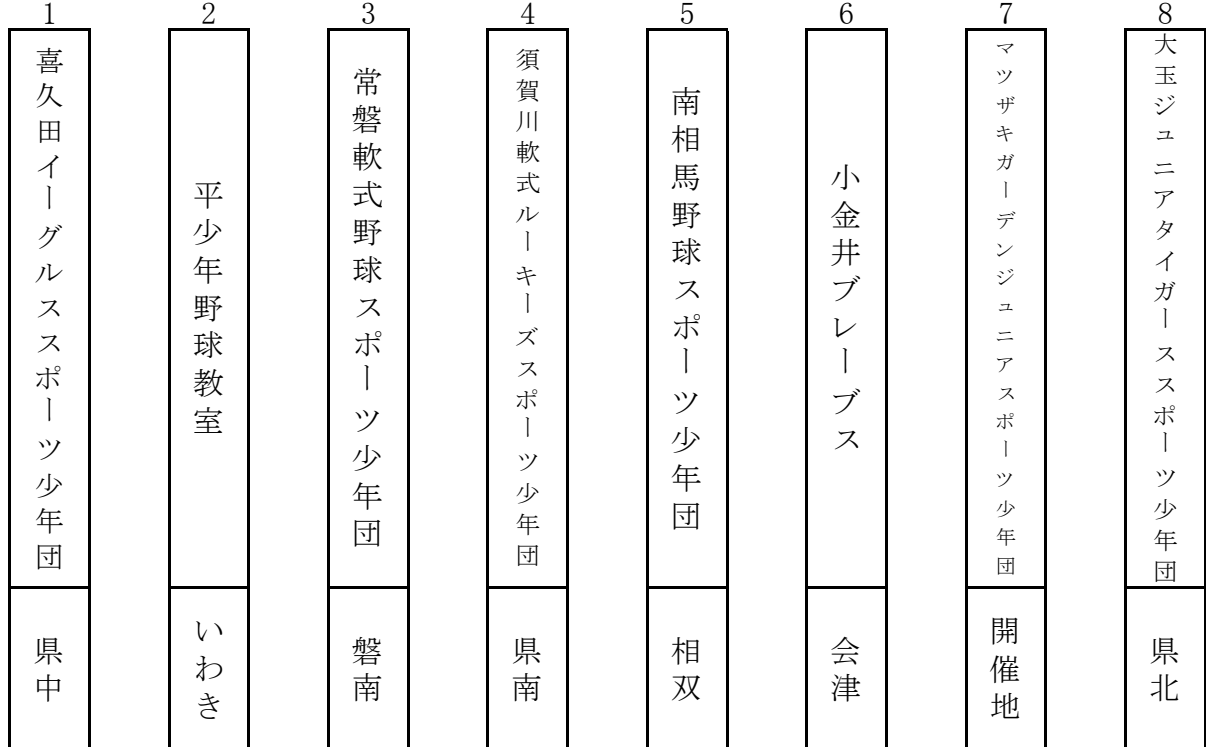 1
喜久田イーグルススポーツ少年団
県中
2
平少年野球教室
いわき
3
常磐軟式野球スポーツ少年団
磐南
4
須賀川軟式ルーキーズスポーツ少年団
県南
5
南相馬野球スポーツ少年団
相双
6
小金井ブレーブス
会津
7
マツザキガーデンジュニアスポーツ少年団
開催地
8
大玉ジュニアタイガーススポーツ少年団
県北